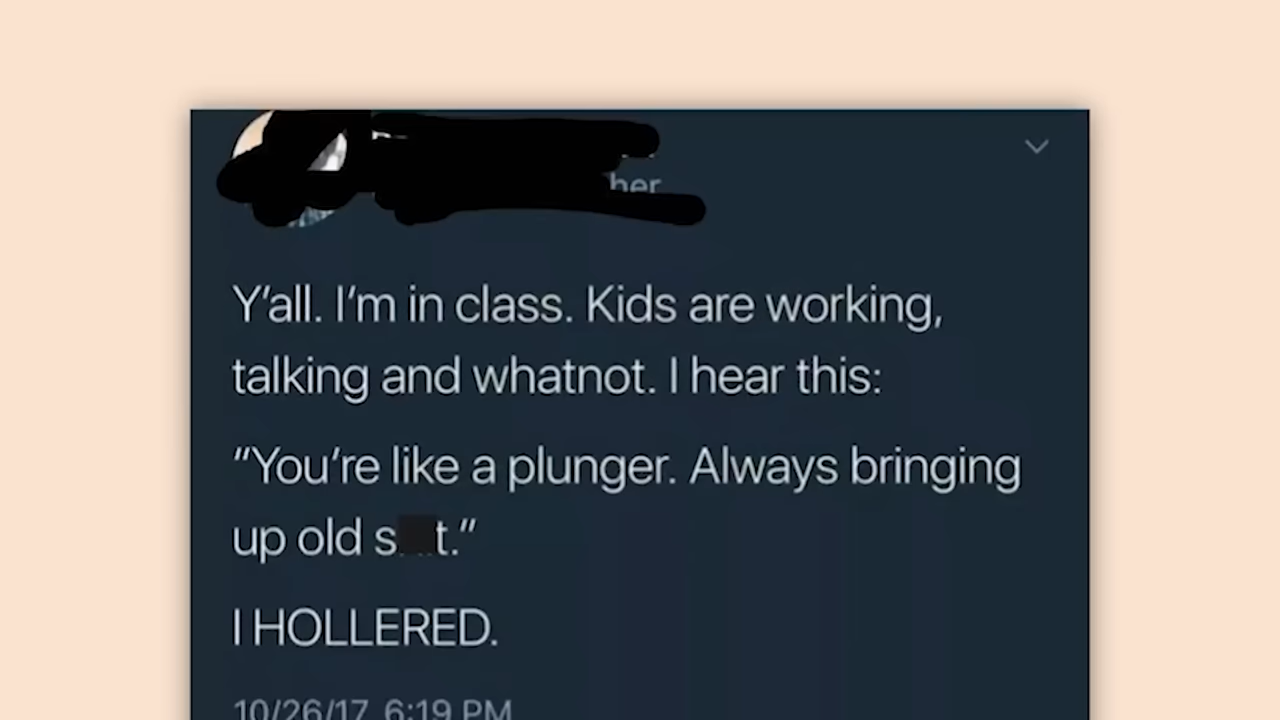 her
Y'all. I'm in class. Kids are working,
talking and whatnot. I hear this:
"You're like a plunger. Always bringing
up old s t."
I HOLLERED.
10/26/17, 6:19 PM